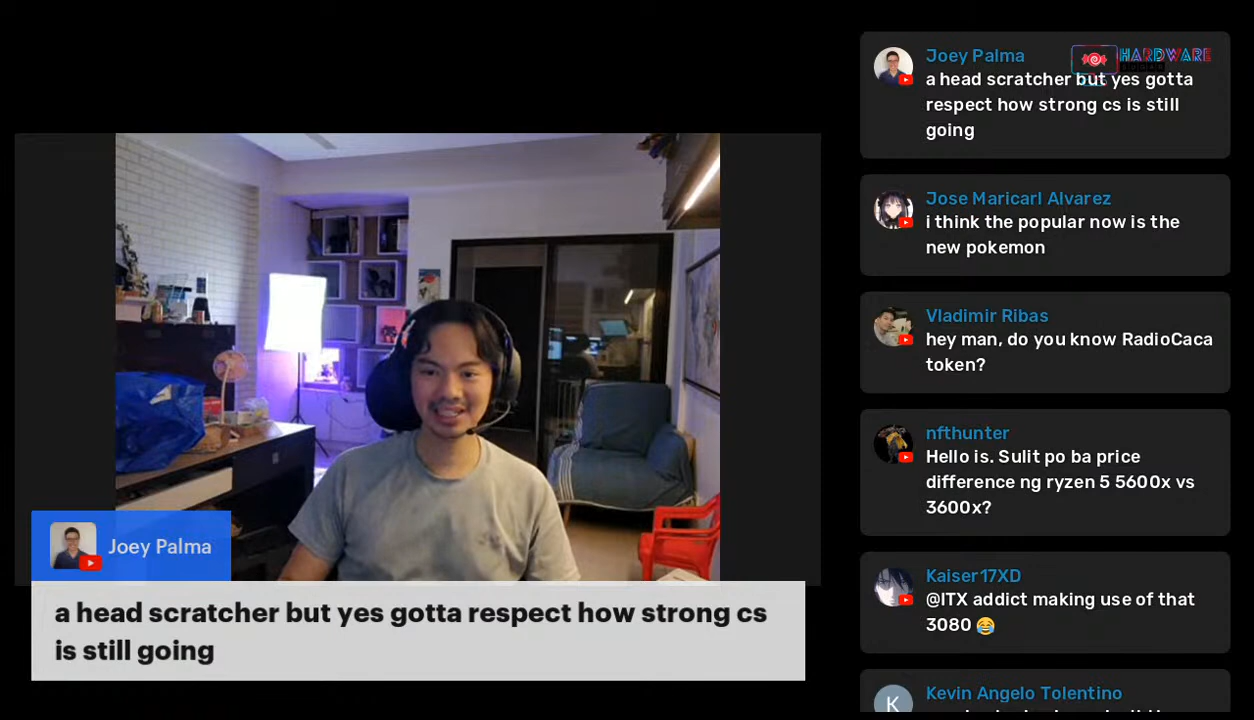 Joey Palma
a head scratcher but yes gotta
respect how strong cs is still
going
HARDWARE
Jose Maricarl Alvarez
i think the popular now is the
new pokemon
Vladimir Ribas
hey man, do you know RadioCaca
token?
nfthunter
Hello is. Sulit po ba price
difference ng ryzen 5 5600x vs
3600x?
Kaiser17XD
@ITX addict making use of that
3080 😂
K
Kevin Angelo Tolentino
Joey Palma
a head scratcher but yes gotta respect how strong cs
is still going